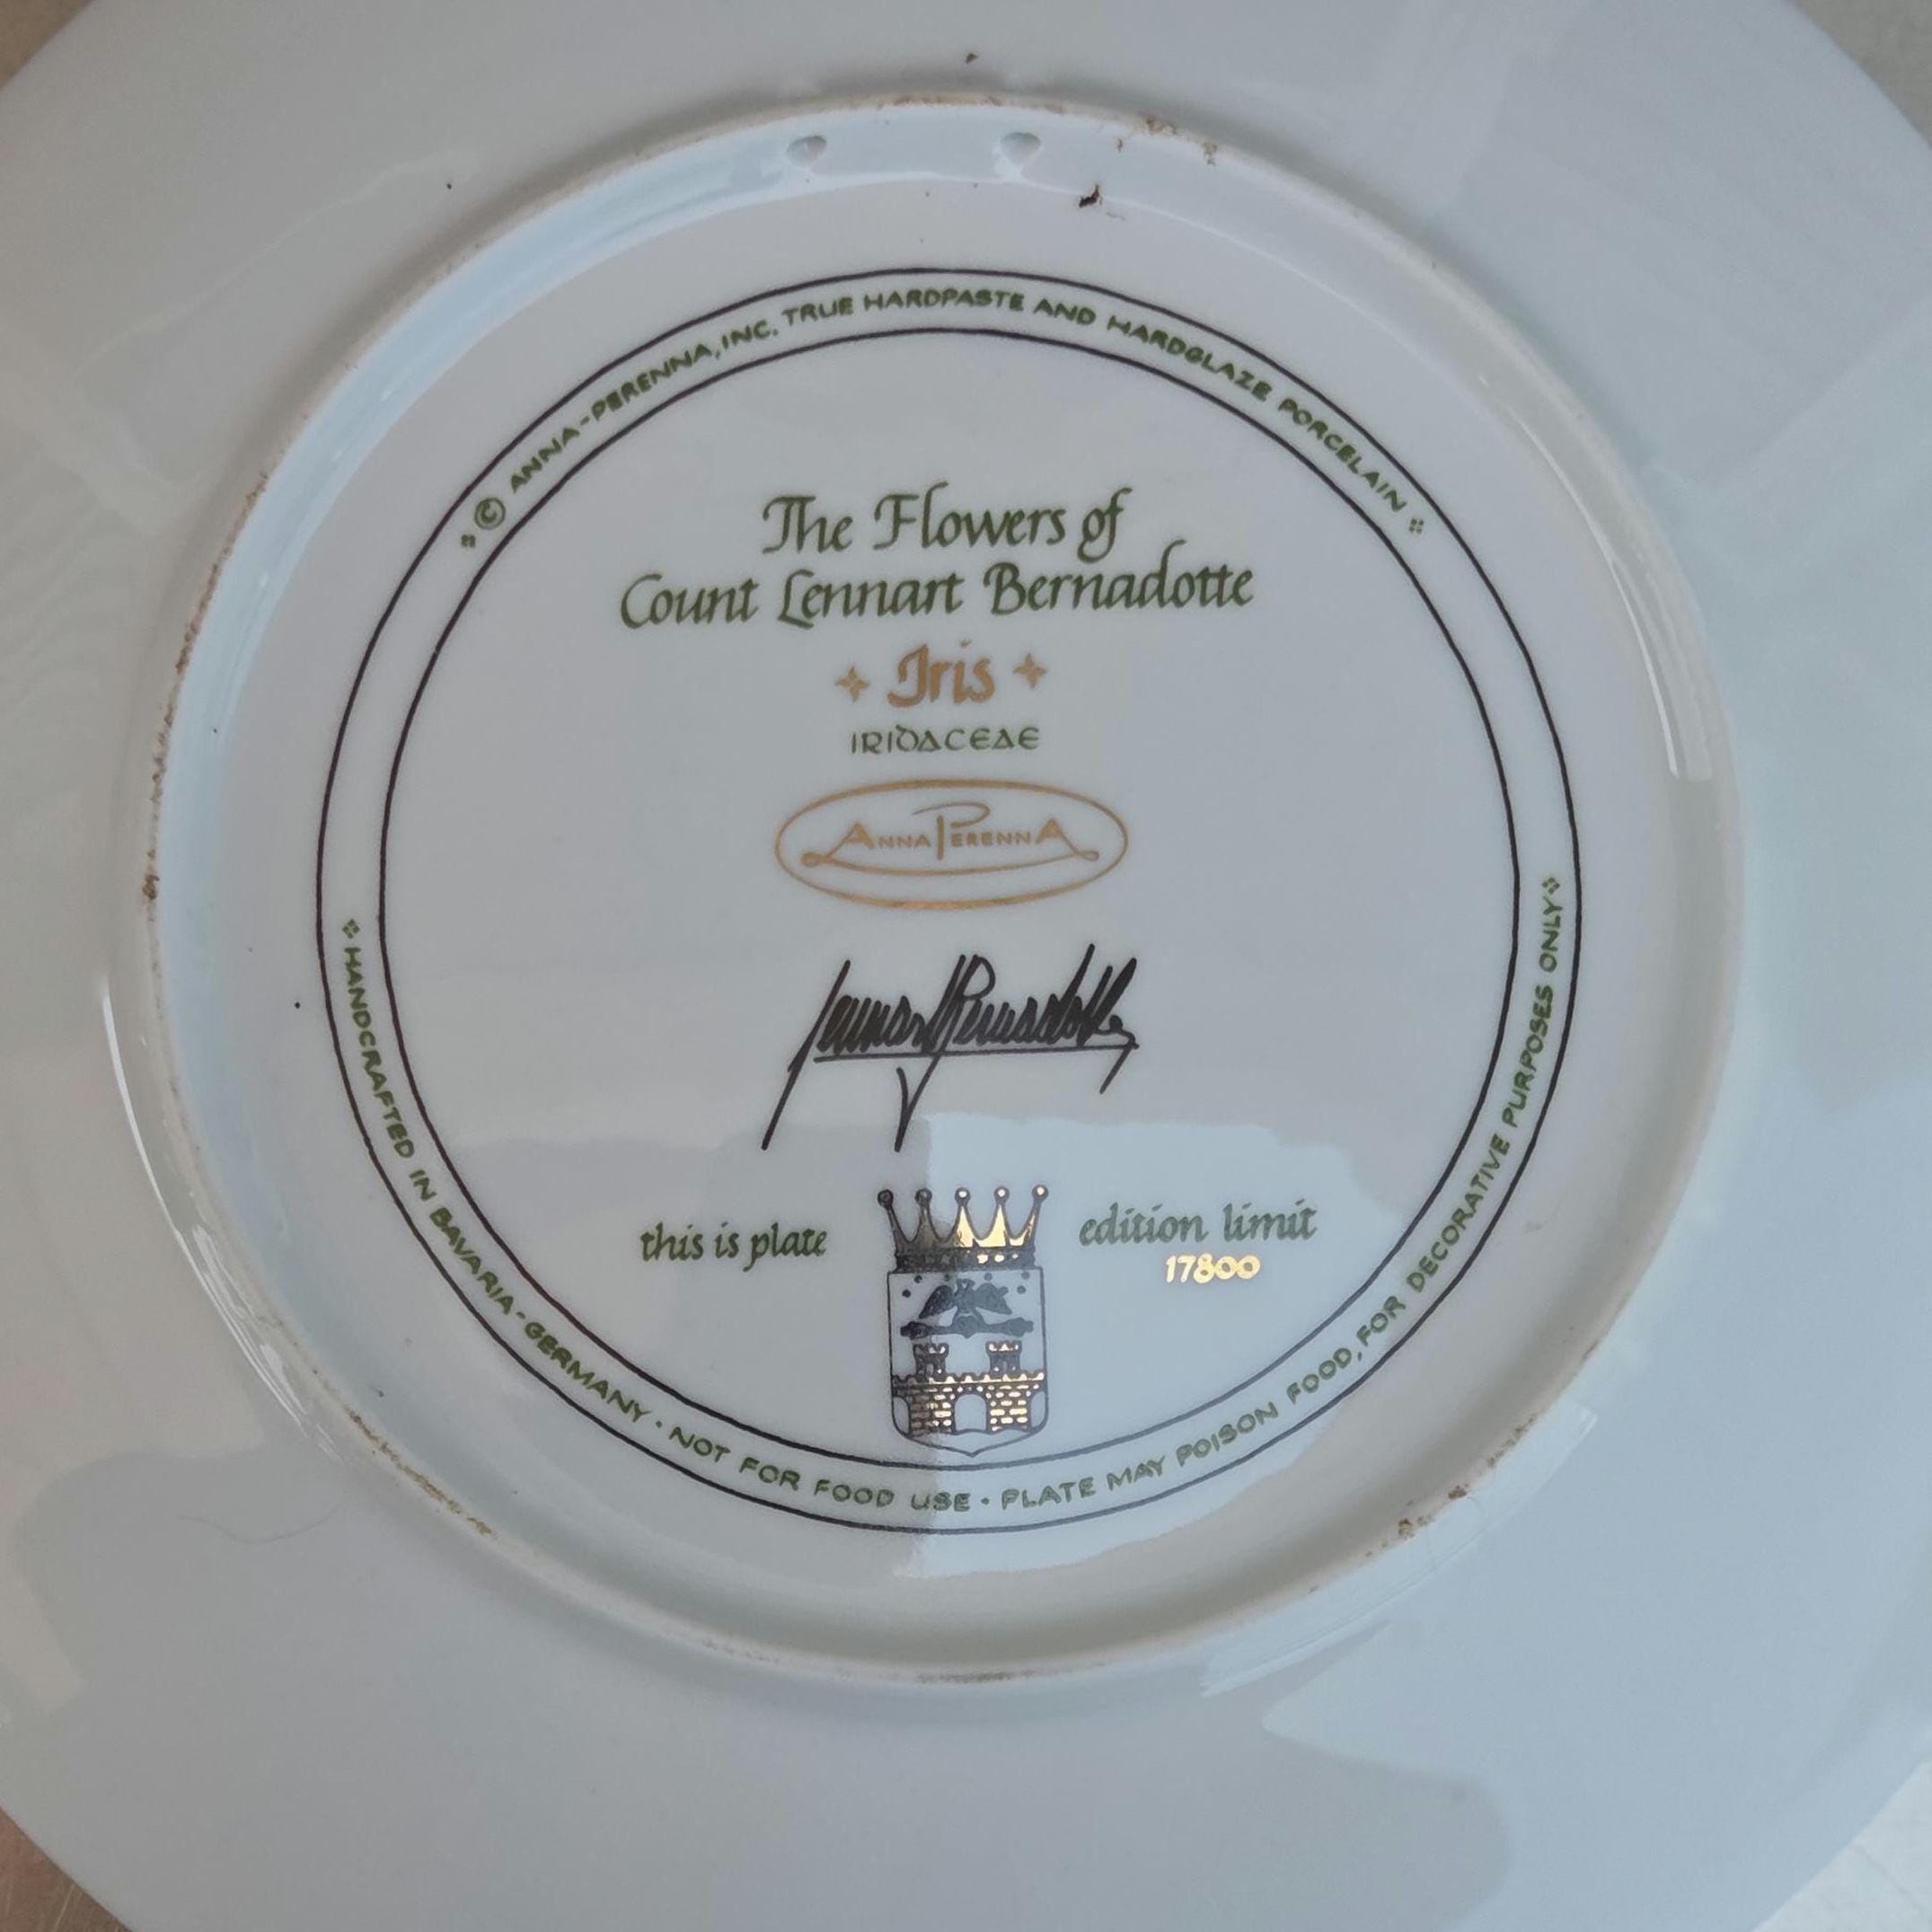 © ANNA-PERENNA, INC. TRUE HARDPASTE AND HARDGLAZE PORCELAIN
The Flowers of
Count Lennart Bernadotte
Iris
IRIDACEAE
ANNA PERENNA
Lennart Bernadotte
this is plate
edition limit
17800
HANDCRAFTED IN BAVARIA-GERMANY · NOT FOR FOOD USE · PLATE MAY POISON FOOD, FOR DECORATIVE PURPOSES ONLY